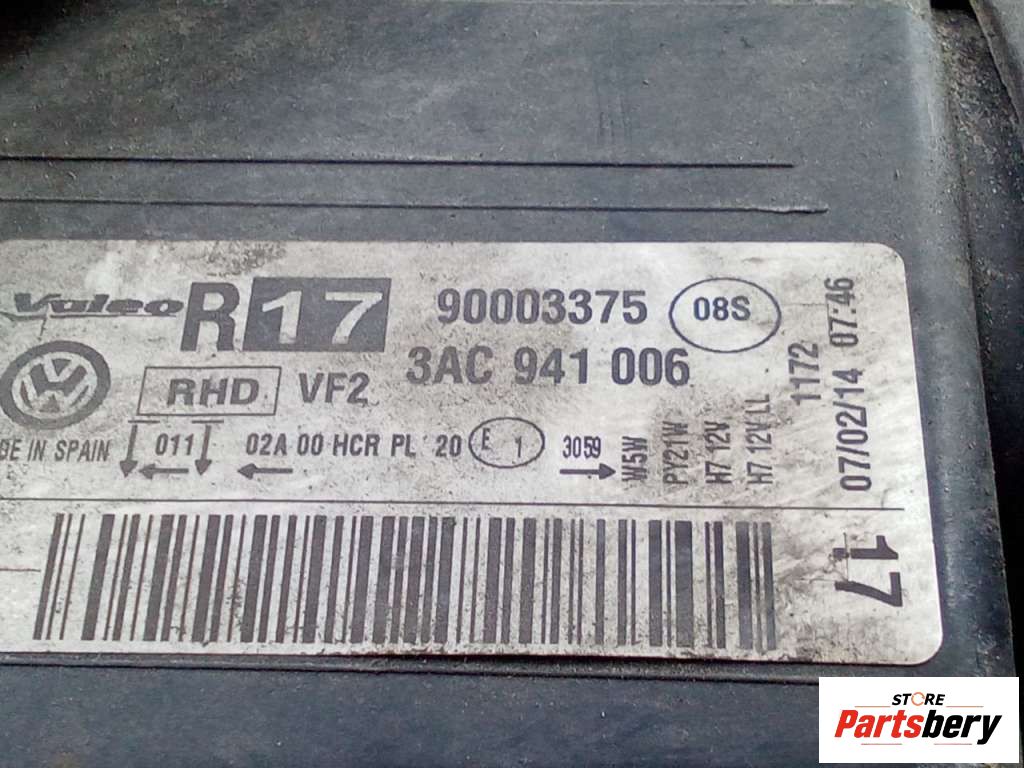 Valeo R 17 90003375 08S
3AC 941 006
RHD VF2
DE IN SPAIN 011 02A 00 HCR PL 20 E 1 3059
W5W
PY21W
H7 12V
H7 12V LL
1172
07/02/14 07:46
17
STORE
Partsbery